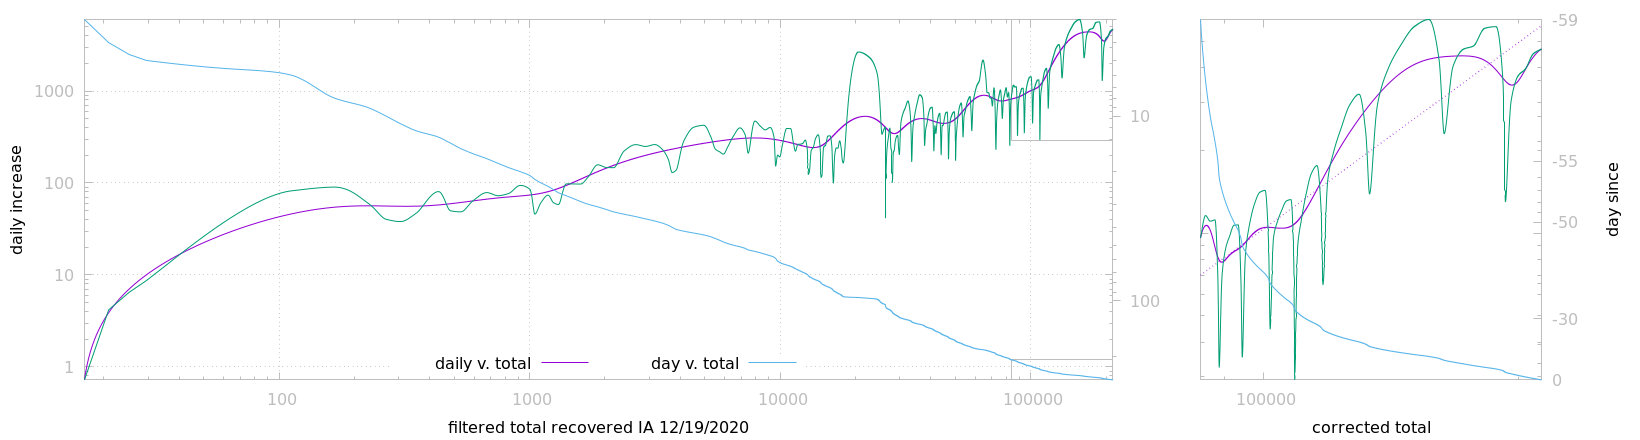 daily increase
1000
100
10
1
100
1000
10000
100000
filtered total recovered IA 12/19/2020
daily v. total
day v. total
10
100
100000
corrected total
-59
-55
-50
-30
0
day since